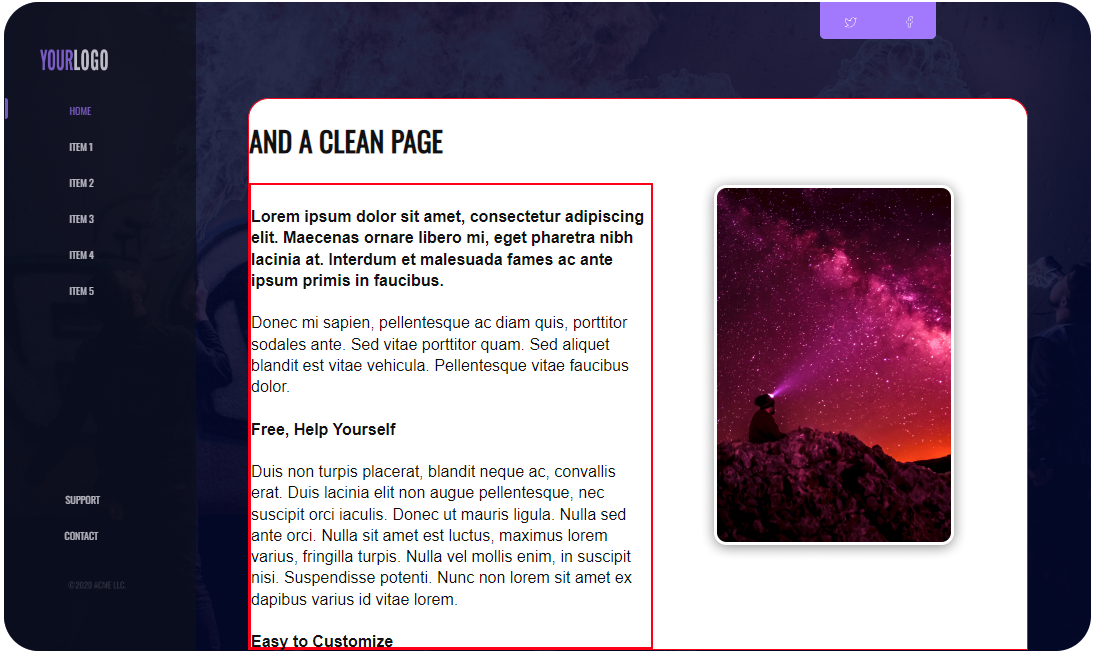 YOURLOGO
HOME
ITEM 1
ITEM 2
ITEM 3
ITEM 4
ITEM 5
SUPPORT
CONTACT
©2020 ACME LLC
AND A CLEAN PAGE
Lorem ipsum dolor sit amet, consectetur adipiscing
elit. Maecenas ornare libero mi, eget pharetra nibh
lacinia at. Interdum et malesuada fames ac ante
ipsum primis in faucibus.
Donec mi sapien, pellentesque ac diam quis, porttitor
sodales ante. Sed vitae porttitor quam. Sed aliquet
blandit est vitae vehicula. Pellentesque vitae faucibus
dolor.
Free, Help Yourself
Duis non turpis placerat, blandit neque ac, convallis
erat. Duis lacinia elit non augue pellentesque, nec
suscipit orci iaculis. Donec ut mauris ligula. Nulla sed
ante orci. Nulla sit amet est luctus, maximus lorem
varius, fringilla turpis. Nulla vel mollis enim, in suscipit
nisi. Suspendisse potenti. Nunc non lorem sit amet ex
dapibus varius id vitae lorem.
Easy to Customize